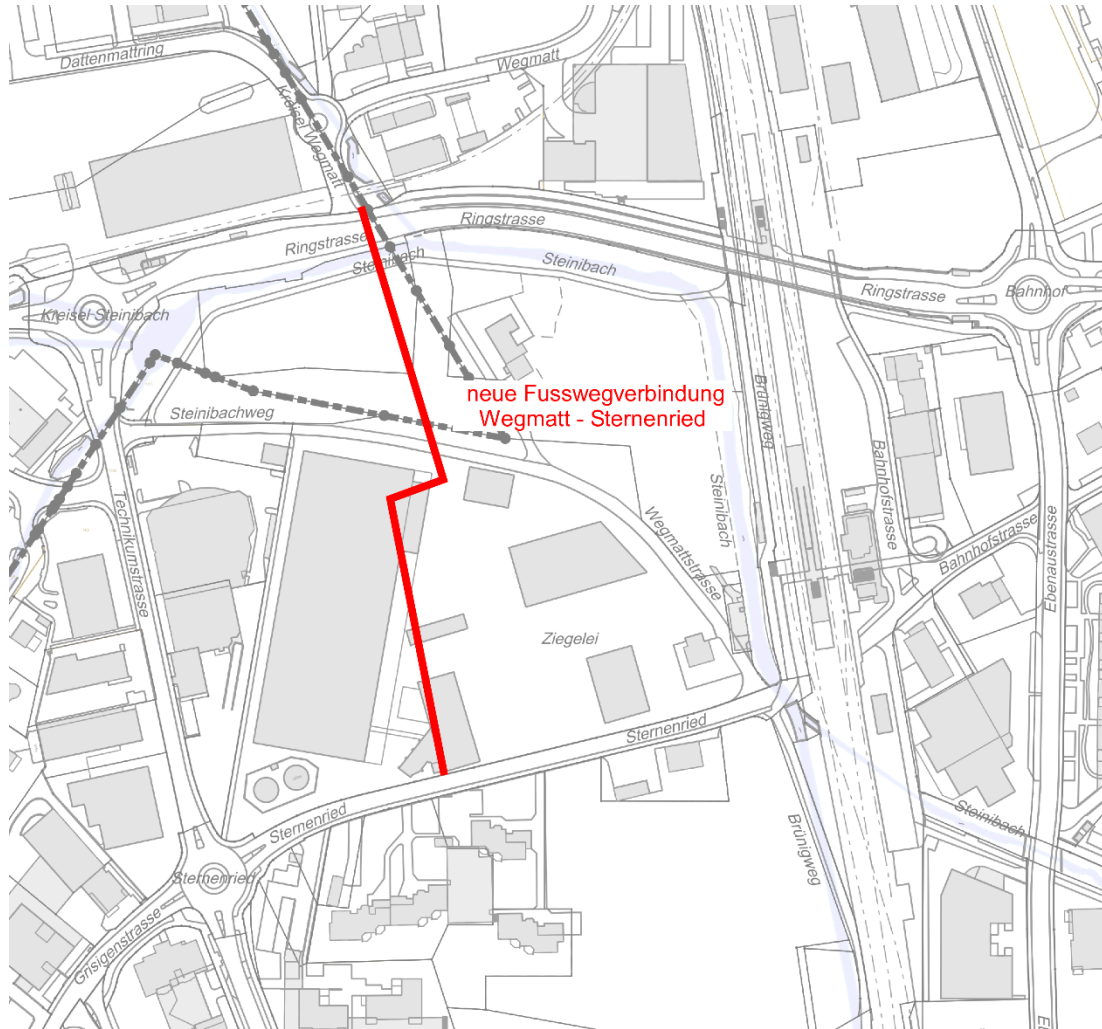 Dattenmattring
Wegmatt
Kreisel Wegmatt
Ringstrasse
Ringstrasse
Steinibach
Steinibach
Ringstrasse
Bahnhof
Kreisel Steinibach
neue Fusswegverbindung
Wegmatt - Sternenried
Steinibachweg
Brünigweg
Bahnhofstrasse
Steinibach
Technikumstrasse
Wegmattstrasse
Bahnhofstrasse
Ebenaustrasse
Ziegelei
Sternenried
Sternenried
Steinibach
Brünigweg
Sternenried
Grisigenstrasse